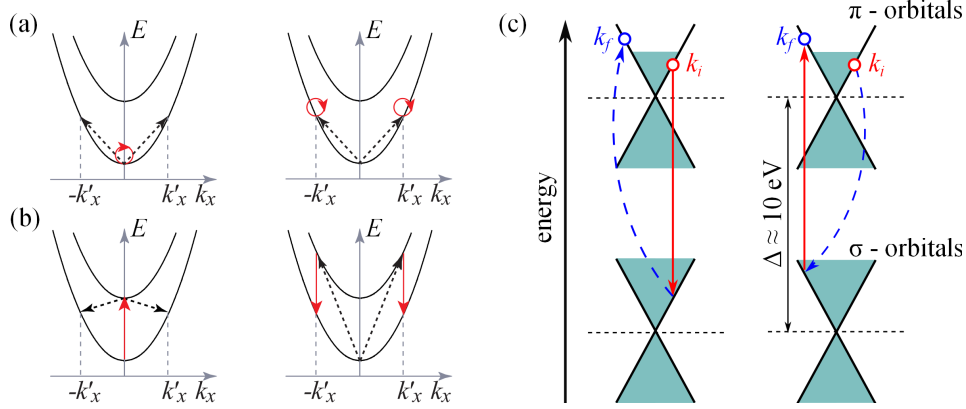 (a)
E
-k′x
k′x kx
E
-k′x
k′x kx
(b)
E
-k′x
k′x kx
E
-k′x
k′x kx
(c)
energy
π - orbitals
kf
ki
kf
ki
Δ ≈ 10 eV
σ - orbitals